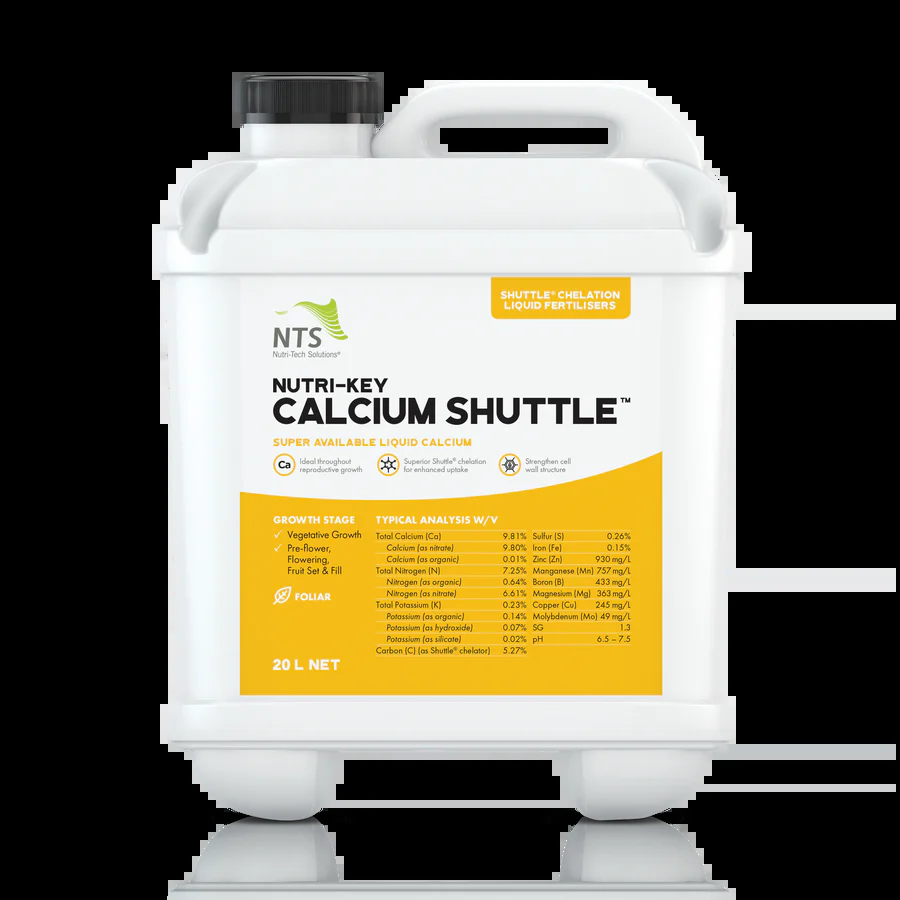 SHUTTLE® CHELATION
LIQUID FERTILISERS
NTS
Nutri-Tech Solutions®
NUTRI-KEY
CALCIUM SHUTTLE™
SUPER AVAILABLE LIQUID CALCIUM
Ca
Ideal throughout
reproductive growth
Superior Shuttle® chelation
for enhanced uptake
Strengthen cell
wall structure
GROWTH STAGE
✓ Vegetative Growth
✓ Pre-flower,
Flowering,
Fruit Set & Fill
FOLIAR
20 L NET
TYPICAL ANALYSIS W/V
Total Calcium (Ca) 9.81%
Calcium (as nitrate) 9.80%
Calcium (as organic) 0.01%
Total Nitrogen (N) 7.25%
Nitrogen (as organic) 0.64%
Nitrogen (as nitrate) 6.61%
Total Potassium (K) 0.23%
Potassium (as organic) 0.14%
Potassium (as hydroxide) 0.07%
Potassium (as silicate) 0.02%
Carbon (C) (as Shuttle® chelator) 5.27%
Sulfur (S) 0.26%
Iron (Fe) 0.15%
Zinc (Zn) 930 mg/L
Manganese (Mn) 757 mg/L
Boron (B) 433 mg/L
Magnesium (Mg) 363 mg/L
Copper (Cu) 245 mg/L
Molybdenum (Mo) 49 mg/L
SG 1.3
pH 6.5 – 7.5